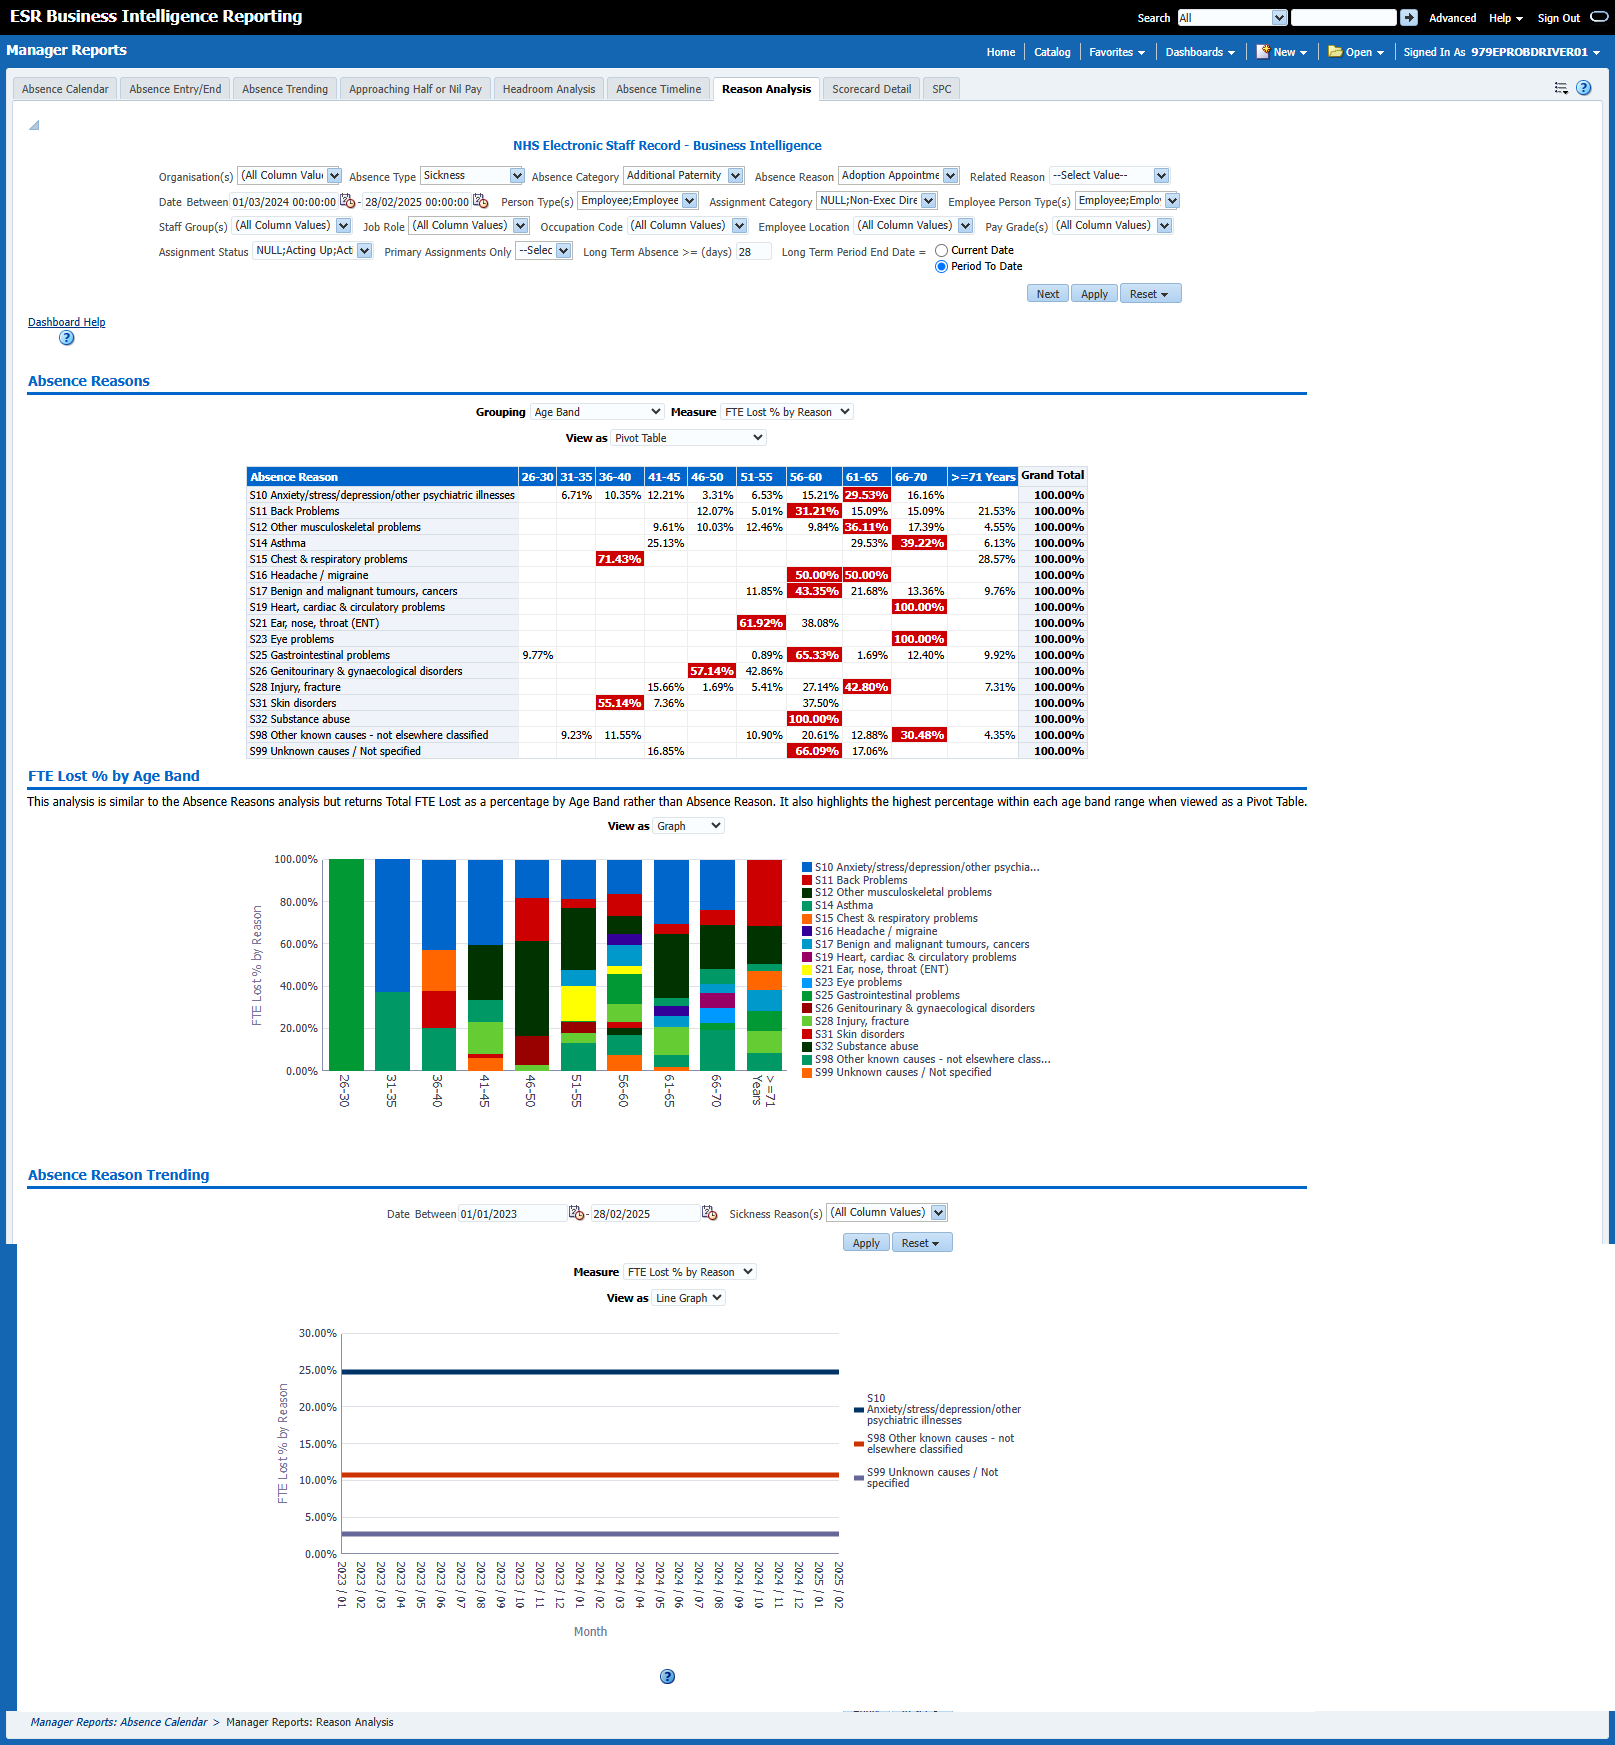 ESR Business Intelligence Reporting
Search All Advanced Help Sign Out
Manager Reports
Home Catalog Favorites Dashboards New Open Signed In As 979EPROBDRIVER01
Absence Calendar Absence Entry/End Absence Trending Approaching Half or Nil Pay Headroom Analysis Absence Timeline Reason Analysis Scorecard Detail SPC
NHS Electronic Staff Record - Business Intelligence
Organisation(s) (All Column Valu Absence Type Sickness Absence Category Additional Paternity Absence Reason Adoption Appointme Related Reason --Select Value--
Date Between 01/03/2024 00:00:00 - 28/02/2025 00:00:00 Person Type(s) Employee;Employee Assignment Category NULL;Non-Exec Dire Employee Person Type(s) Employee;Emplo
Staff Group(s) (All Column Values) Job Role (All Column Values) Occupation Code (All Column Values) Employee Location (All Column Values) Pay Grade(s) (All Column Values)
Assignment Status NULL;Acting Up;Act Primary Assignments Only --Selec Long Term Absence >= (days) 28 Long Term Period End Date = Current Date
Period To Date
Next Apply Reset
Dashboard Help
Absence Reasons
Grouping Age Band Measure FTE Lost % by Reason
View as Pivot Table
Absence Reason 26-30 31-35 36-40 41-45 46-50 51-55 56-60 61-65 66-70 >=71 Years Grand Total
S10 Anxiety/stress/depression/other psychiatric illnesses 6.71% 10.35% 12.21% 3.31% 6.53% 15.21% 29.53% 16.16% 100.00%
S11 Back Problems 12.07% 5.01% 31.21% 15.09% 15.09% 21.53% 100.00%
S12 Other musculoskeletal problems 9.61% 10.03% 12.46% 9.84% 36.11% 17.39% 4.55% 100.00%
S14 Asthma 25.13% 29.53% 39.22% 6.13% 100.00%
S15 Chest & respiratory problems 71.43% 28.57% 100.00%
S16 Headache / migraine 50.00% 50.00% 100.00%
S17 Benign and malignant tumours, cancers 11.85% 43.35% 21.68% 13.36% 9.76% 100.00%
S19 Heart, cardiac & circulatory problems 100.00% 100.00%
S21 Ear, nose, throat (ENT) 61.92% 38.08% 100.00%
S23 Eye problems 100.00% 100.00%
S25 Gastrointestinal problems 9.77% 0.89% 65.33% 1.69% 12.40% 9.92% 100.00%
S26 Genitourinary & gynaecological disorders 57.14% 42.86% 100.00%
S28 Injury, fracture 15.66% 1.69% 5.41% 27.14% 42.80% 7.31% 100.00%
S31 Skin disorders 55.14% 7.36% 37.50% 100.00%
S32 Substance abuse 100.00% 100.00%
S98 Other known causes - not elsewhere classified 9.23% 11.55% 10.90% 20.61% 12.88% 30.48% 4.35% 100.00%
S99 Unknown causes / Not specified 16.85% 66.09% 17.06% 100.00%
FTE Lost % by Age Band
This analysis is similar to the Absence Reasons analysis but returns Total FTE Lost as a percentage by Age Band rather than Absence Reason. It also highlights the highest percentage within each age band range when viewed as a Pivot Table.
View as Graph
FTE Lost % by Reason
100.00%
80.00%
60.00%
40.00%
20.00%
0.00%
26-30 31-35 36-40 41-45 46-50 51-55 56-60 61-65 66-70 >=71 Years
S10 Anxiety/stress/depression/other psychia...
S11 Back Problems
S12 Other musculoskeletal problems
S14 Asthma
S15 Chest & respiratory problems
S16 Headache / migraine
S17 Benign and malignant tumours, cancers
S19 Heart, cardiac & circulatory problems
S21 Ear, nose, throat (ENT)
S23 Eye problems
S25 Gastrointestinal problems
S26 Genitourinary & gynaecological disorders
S28 Injury, fracture
S31 Skin disorders
S32 Substance abuse
S98 Other known causes - not elsewhere class...
S99 Unknown causes / Not specified
Absence Reason Trending
Date Between 01/01/2023 - 28/02/2025 Sickness Reason(s) (All Column Values)
Apply Reset
Measure FTE Lost % by Reason
View as Line Graph
FTE Lost % by Reason
30.00%
25.00%
20.00%
15.00%
10.00%
5.00%
0.00%
2023 / 01 2023 / 02 2023 / 03 2023 / 04 2023 / 05 2023 / 06 2023 / 07 2023 / 08 2023 / 09 2023 / 10 2023 / 11 2023 / 12 2024 / 01 2024 / 02 2024 / 03 2024 / 04 2024 / 05 2024 / 06 2024 / 07 2024 / 08 2024 / 09 2024 / 10 2024 / 11 2024 / 12 2025 / 01 2025 / 02
Month
S10
Anxiety/stress/depression/other
psychiatric illnesses
S98 Other known causes - not
elsewhere classified
S99 Unknown causes / Not
specified
Manager Reports: Absence Calendar > Manager Reports: Reason Analysis